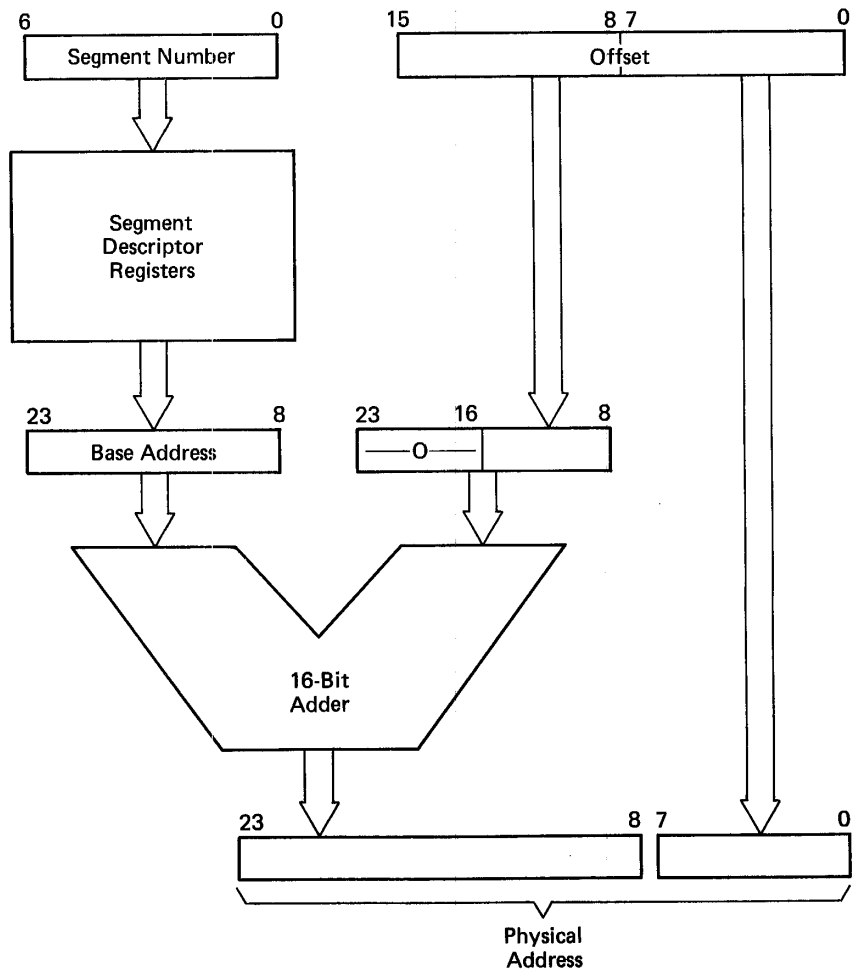 6 0 15 8 7 0
Segment Number
Offset
Segment
Descriptor
Registers
23 8 23 16 8
Base Address
0
16-Bit
Adder
23 8 7 0
Physical
Address